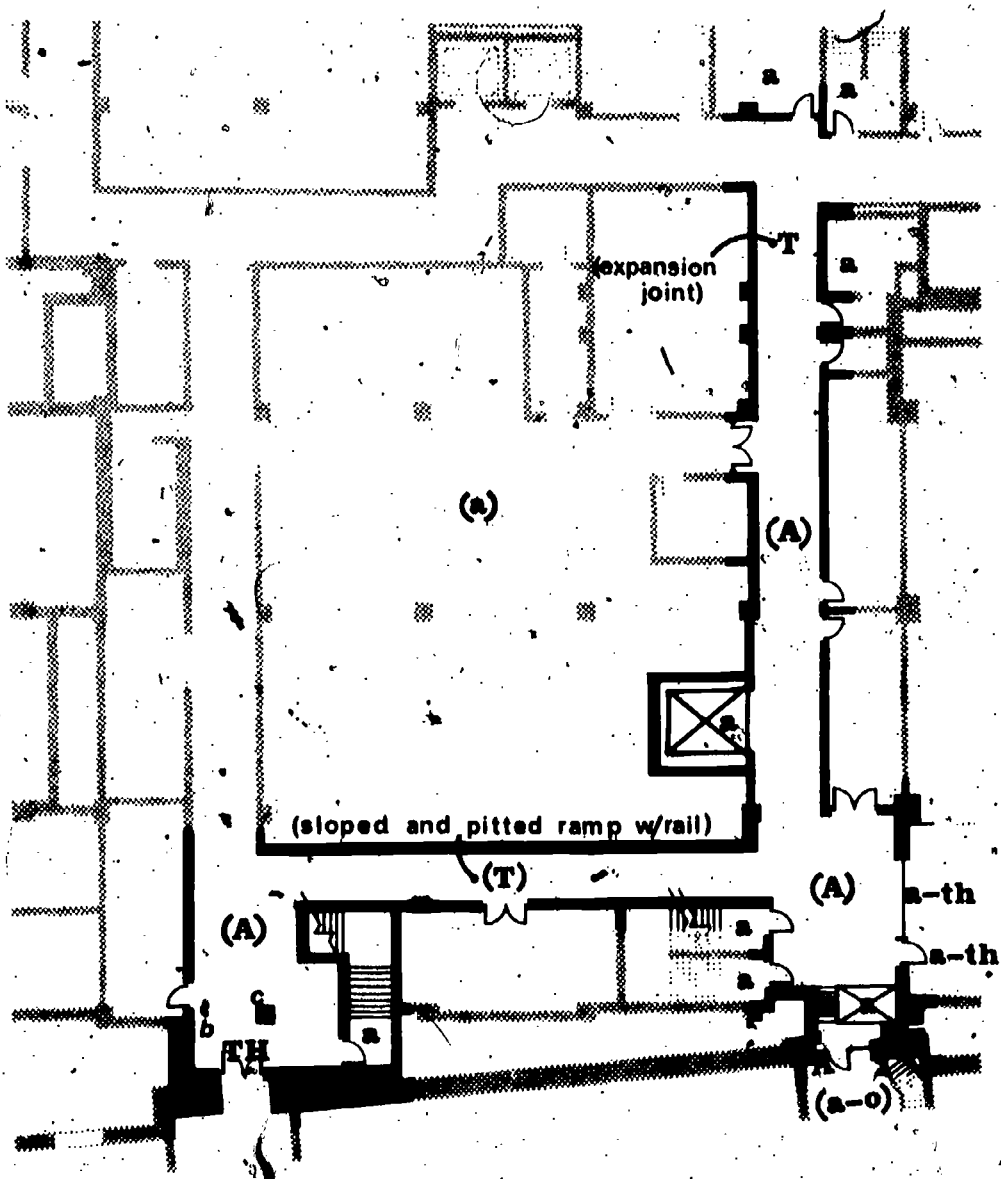 a
a
T
(expansion
joint)
a
(a)
(A)
a
(sloped and pitted ramp w/rail)
(T)
(A)
a-th
(A)
a
a-th
a
c
t
b
a
TH
A
(a-o)